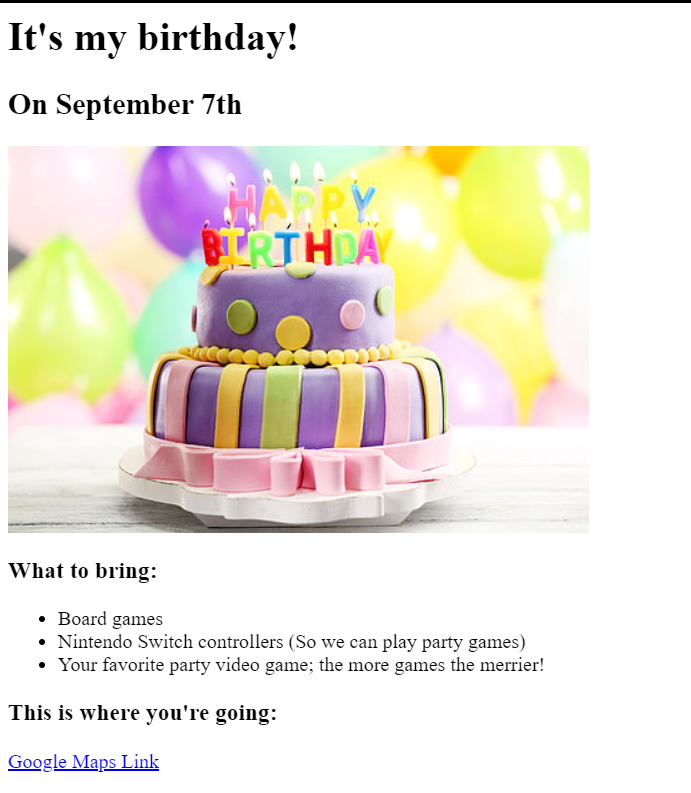 It's my birthday!
On September 7th
HAPPY
BIRTHDAY
What to bring:
Board games
Nintendo Switch controllers (So we can play party games)
Your favorite party video game; the more games the merrier!
This is where you're going:
Google Maps Link